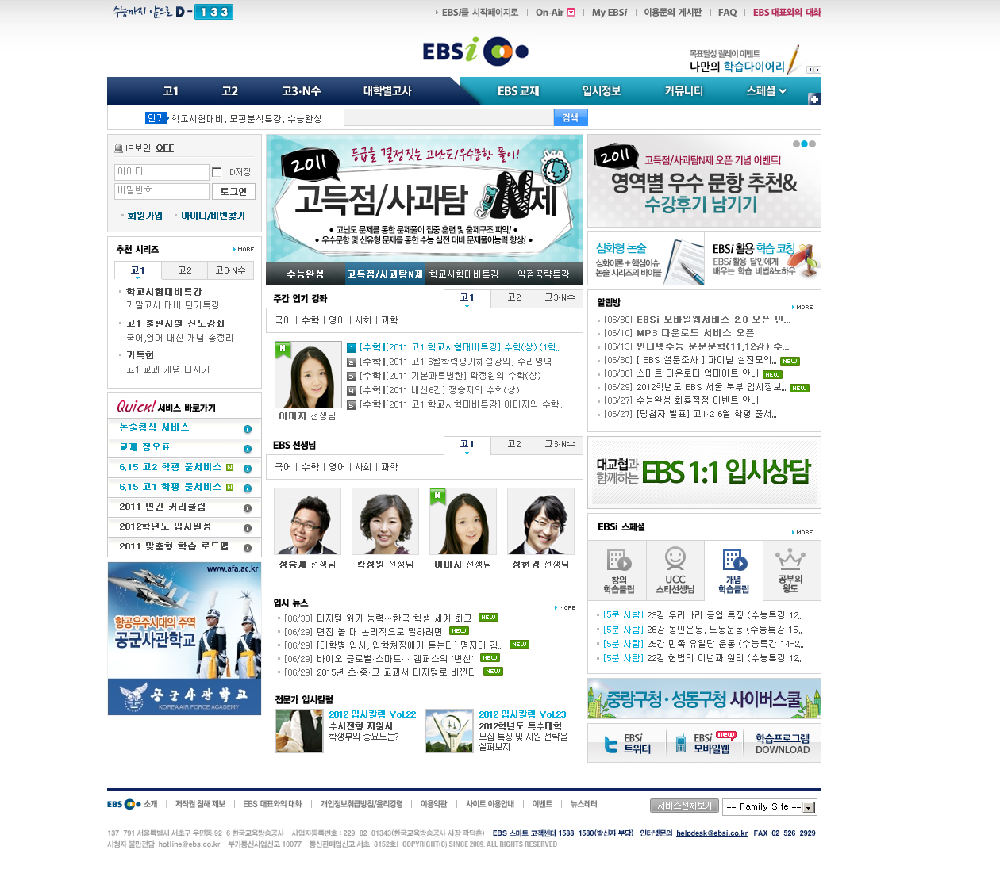 수능까지 앞으로 D - 133
EBSi를 시작페이지로 | On-Air | My EBSi | 이용문의 게시판 | FAQ | EBS 대표와의 대화
EBSi
목표달성 릴레이 이벤트
나만의 학습다이어리
고1 고2 고3·N수 대학별고사 EBS 교재 입시정보 커뮤니티 스페셜
인기 학교시험대비, 모평분석특강, 수능완성 검색
IP보안 OFF
아이디 ID저장
비밀번호 로그인
회원가입 아이디/비번찾기
추천 시리즈 MORE
고1 고2 고3·N수
학교시험대비특강
기말고사 대비 단기특강
고1 출판사별 진도강좌
국어,영어 내신 개념 총정리
기특한
고1 교과 개념 다지기
Quick! 서비스 바로가기
논술첨삭 서비스
교재 정오표
6.15 고2 학평 풀서비스 N
6.15 고1 학평 풀서비스 N
2011 연간 커리큘럼
2012학년도 입시일정
2011 맞춤형 학습 로드맵
www.afa.ac.kr
항공우주시대의 주역
공군사관학교
공군사관학교
KOREA AIR FORCE ACADEMY
2011 등급을 결정짓는 고난도/우수문항 풀이!
고득점/사과탐 N제
• 고난도 문제를 통한 문제풀이 집중 훈련 및 출제구조 파악! •
• 우수문항 및 신유형 문제를 통한 수능 실전 대비 문제풀이능력 향상! •
수능완성 고득점/사과탐N제 학교시험대비특강 약점공략특강
주간 인기 강좌 고1 고2 고3·N수
국어 | 수학 | 영어 | 사회 | 과학
N
이미지 선생님
1 [수학][2011 고1 학교시험대비특강] 수학(상) (1학...
2 [수학][2011 고1 6월학력평가해설강의] 수리영역
3 [수학][2011 기본과특별한] 곽정원의 수학(상)
4 [수학][2011 내신6감] 정승제의 수학(상)
5 [수학][2011 고1 학교시험대비특강] 이미지의 수학...
EBS 선생님 고1 고2 고3·N수
국어 | 수학 | 영어 | 사회 | 과학
N
정승제 선생님 곽정원 선생님 이미지 선생님 정현경 선생님
입시 뉴스 MORE
[06/30] 디지털 읽기 능력…한국 학생 세계 최고 NEW
[06/29] 면접 볼 때 논리적으로 말하려면 NEW
[06/29] [대학별 입시, 입학처장에게 듣는다] 명지대 김... NEW
[06/29] 바이오·글로벌·스마트… 캠퍼스의 '변신' NEW
[06/29] 2015년 초·중·고 교과서 디지털로 바뀐다 NEW
전문가 입시칼럼
2012 입시칼럼 Vol.22
수시전형 지원시
학생부의 중요도는?
2012 입시칼럼 Vol.23
2012학년도 특수대학
모집 특징 및 지원 전략을
살펴보자
2011 고득점/사과탐N제 오픈 기념 이벤트!
영역별 우수 문항 추천&
수강후기 남기기
심화형 논술
심화이론 + 핵심이슈
논술 시리즈의 바이블
EBSi 활용 학습 코칭
EBSi 활용 달인에게
배우는 학습 비법&노하우
알림방 MORE
[06/30] EBSi 모바일웹서비스 2.0 오픈 안...
[06/10] MP3 다운로드 서비스 오픈
[06/13] 인터넷수능 운문문학(11,12강) 수...
[06/30] [ EBS 설문조사 ] 파이널 실전모의... NEW
[06/30] 스마트 다운로더 업데이트 안내 NEW
[06/29] 2012학년도 EBS 서울 북부 입시정보... NEW
[06/27] 수능완성 화룡점정 이벤트 안내
[06/27] [당첨자 발표] 고1·2 6월 학평 풀서...
대교협과
함께하는 EBS 1:1 입시상담
EBSi 스페셜 MORE
창의
학습클립
UCC
스타선생님
개념
학습클립
공부의
왕도
[5분 사탐] 23강 우리나라 공업 특징 (수능특강 12...
[5분 사탐] 26강 농민운동, 노동운동 (수능특강 15...
[5분 사탐] 25강 민족 유일당 운동 (수능특강 14-2...
[5분 사탐] 22강 헌법의 이념과 원리 (수능특강 12...
중랑구청·성동구청 사이버스쿨
EBSi
트위터
EBSi new
모바일웹
학습프로그램
DOWNLOAD
EBS 소개 | 저작권 침해 제보 | EBS 대표와의 대화 | 개인정보취급방침/윤리강령 | 이용약관 | 사이트 이용안내 | 이벤트 | 뉴스레터
서비스전체보기 == Family Site ==
137-791 서울특별시 서초구 우면동 92-6 한국교육방송공사 사업자등록번호 : 229-82-01343(한국교육방송공사 사장 곽덕훈) EBS 스마트 고객센터 1588-1580(발신자 부담) 인터넷문의 helpdesk@ebsi.co.kr FAX 02-526-2929
시청자 불만전담 hotline@ebs.co.kr 부가통신사업신고 10077 통신판매업신고 서초-8152호| COPYRIGHT(C) SINCE 2009. ALL RIGHTS RESERVED